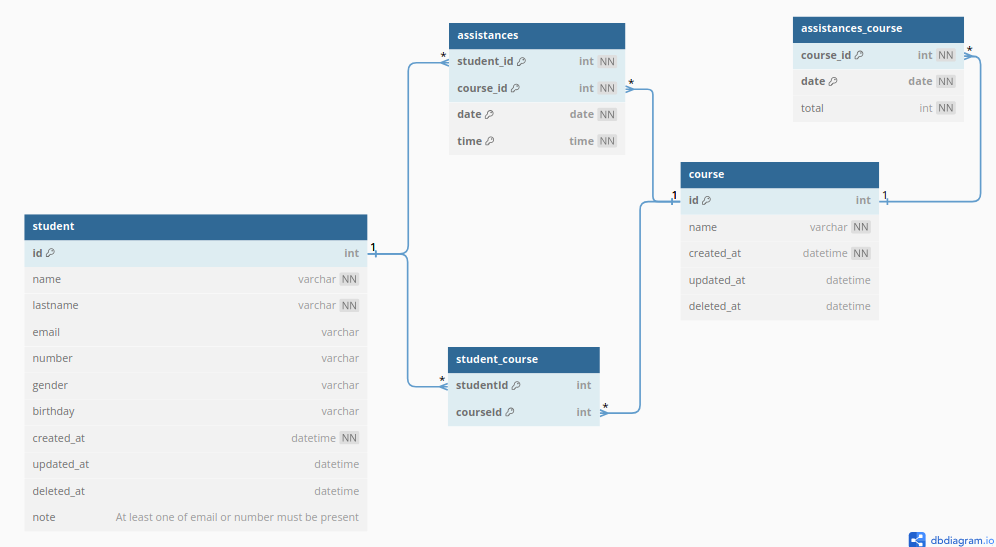 assistances
student_id int NN
course_id int NN
date date NN
time time NN
assistances_course
course_id int NN
date date NN
total int NN
course
id int
name varchar NN
created_at datetime NN
updated_at datetime
deleted_at datetime
student
id int
name varchar NN
lastname varchar NN
email varchar
number varchar
gender varchar
birthday varchar
created_at datetime NN
updated_at datetime
deleted_at datetime
note At least one of email or number must be present
student_course
studentId int
courseId int
*
*
*
1
1
1
*
*
dbdiagram.io